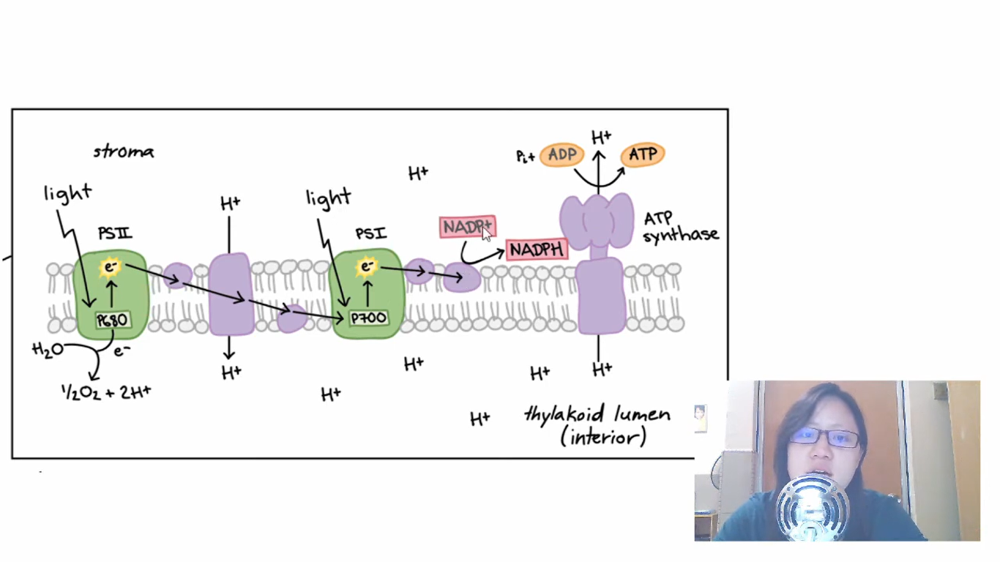 stroma
light
PSII
e-
P680
H₂O
e-
½O₂ + 2H+
H+
H+
light
PSI
e-
P700
H+
NADP+
NADPH
Pi+ ADP
H+
ATP
ATP
synthase
H+
H+
H+
H+
H+
thylakoid lumen
(interior)